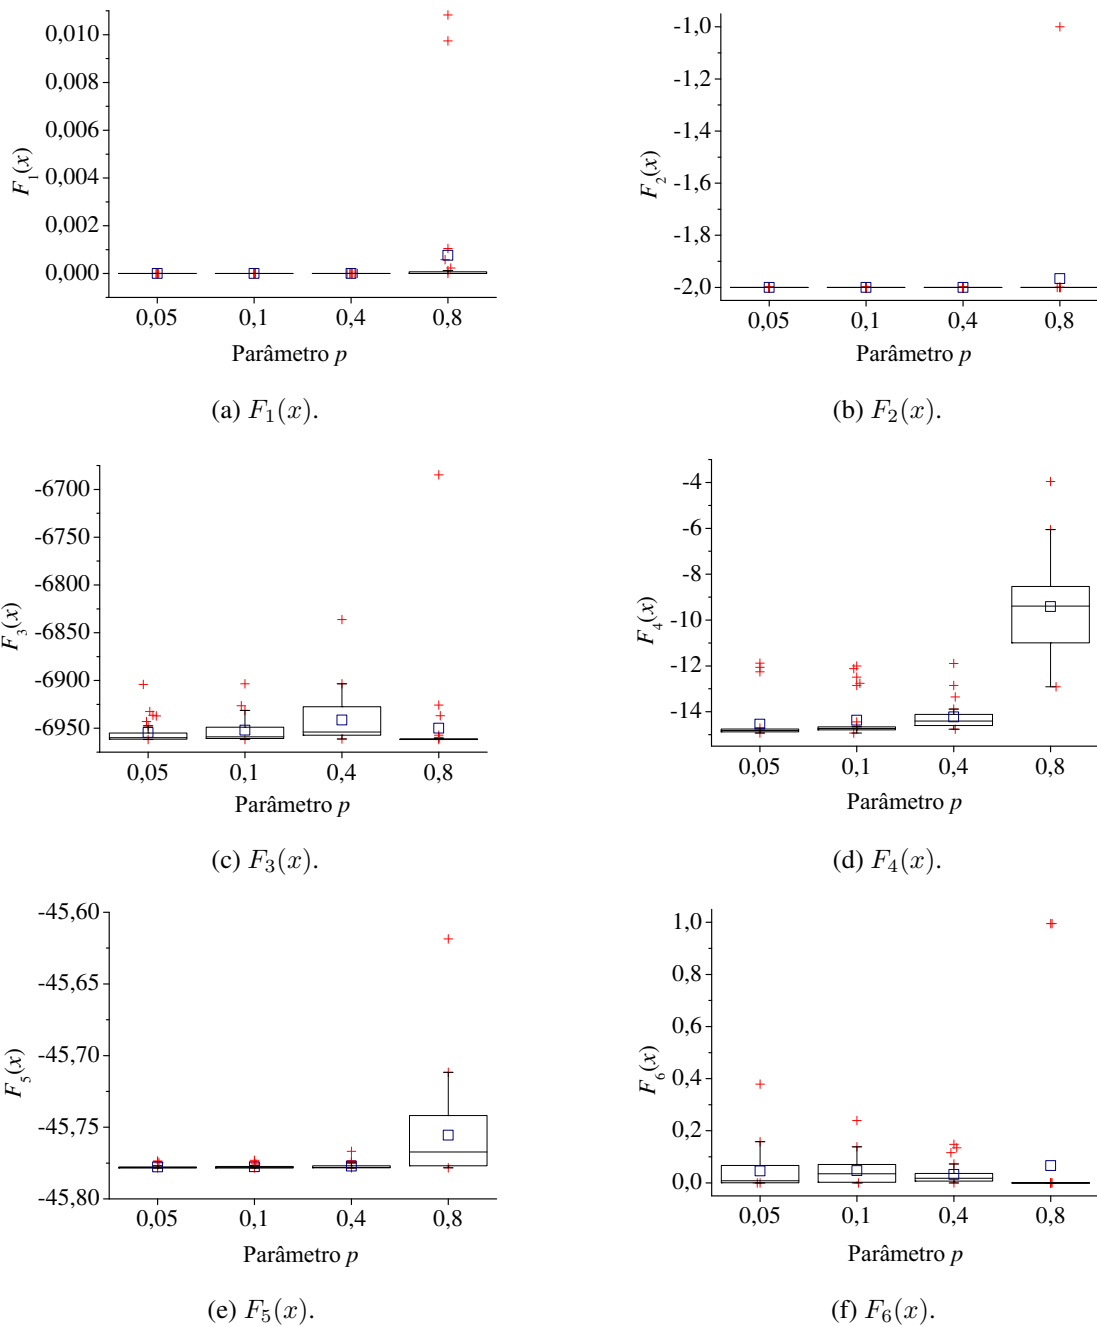 0,010
0,008
0,006
0,004
0,002
0,000
F₁(x)
0,05 0,1 0,4 0,8
Parâmetro p
(a) F₁(x).
-1,0
-1,2
-1,4
-1,6
-1,8
-2,0
F₂(x)
0,05 0,1 0,4 0,8
Parâmetro p
(b) F₂(x).
-6700
-6750
-6800
-6850
-6900
-6950
F₃(x)
0,05 0,1 0,4 0,8
Parâmetro p
(c) F₃(x).
-4
-6
-8
-10
-12
-14
F₄(x)
0,05 0,1 0,4 0,8
Parâmetro p
(d) F₄(x).
-45,60
-45,65
-45,70
-45,75
-45,80
F₅(x)
0,05 0,1 0,4 0,8
Parâmetro p
(e) F₅(x).
1,0
0,8
0,6
0,4
0,2
0,0
F₆(x)
0,05 0,1 0,4 0,8
Parâmetro p
(f) F₆(x).